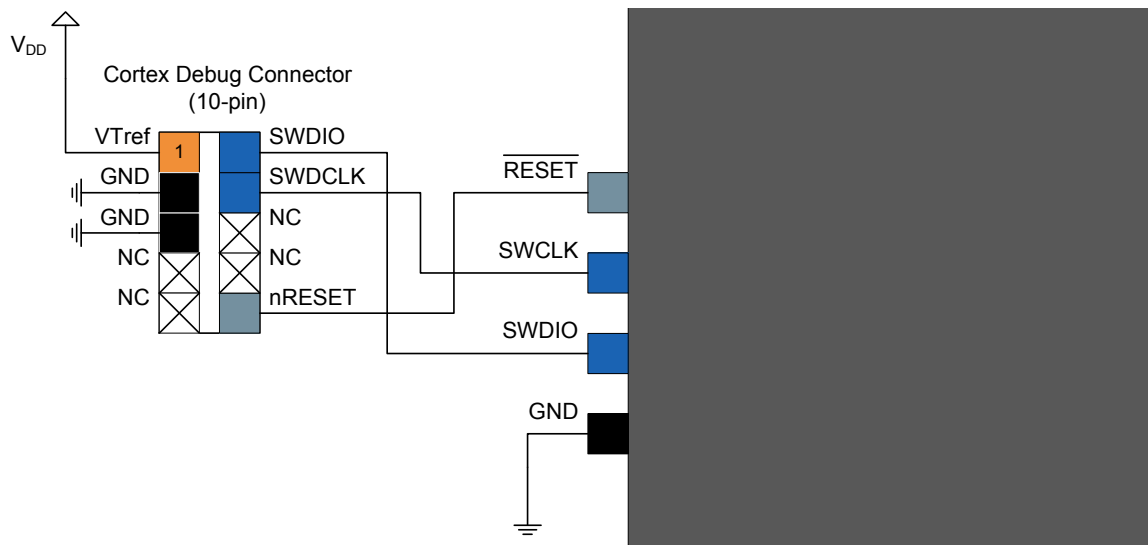 VDD
Cortex Debug Connector
(10-pin)
VTref
1
SWDIO
GND
SWDCLK
GND
NC
NC
NC
NC
nRESET
RESET
SWCLK
SWDIO
GND